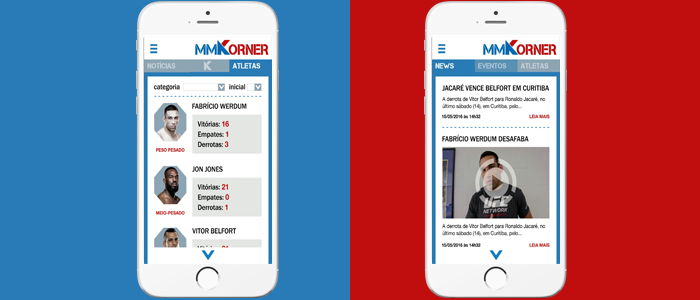 MMKORNER
NOTÍCIAS K ATLETAS
categoria inicial
FABRÍCIO WERDUM
Vitórias: 16
Empates: 1
Derrotas: 3
PESO PESADO
JON JONES
Vitórias: 21
Empates: 0
Derrotas: 1
MEIO-PESADO
VITOR BELFORT
MMKORNER
NEWS EVENTOS ATLETAS
JACARÉ VENCE BELFORT EM CURITIBA
A derrota de Vitor Belfort para Ronaldo Jacaré, no
último sábado (14), em Curitiba, pelo...
15/05/2016 às 14h32 LEIA MAIS
FABRÍCIO WERDUM DESAFABA
UFC
NETWORK
A derrota de Vitor Belfort para Ronaldo Jacaré, no
último sábado (14), em Curitiba, pelo...
15/05/2016 às 14h32 LEIA MAIS